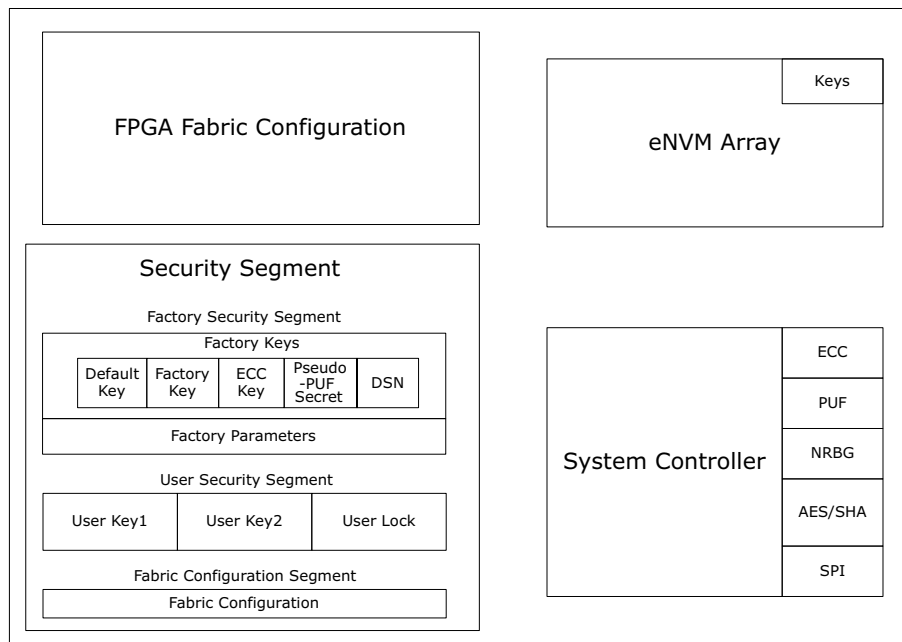 FPGA Fabric Configuration
Keys
eNVM Array
Security Segment
Factory Security Segment
Factory Keys
Default
Key
Factory
Key
ECC
Key
Pseudo
-PUF
Secret
DSN
Factory Parameters
User Security Segment
User Key1
User Key2
User Lock
Fabric Configuration Segment
Fabric Configuration
System Controller
ECC
PUF
NRBG
AES/SHA
SPI